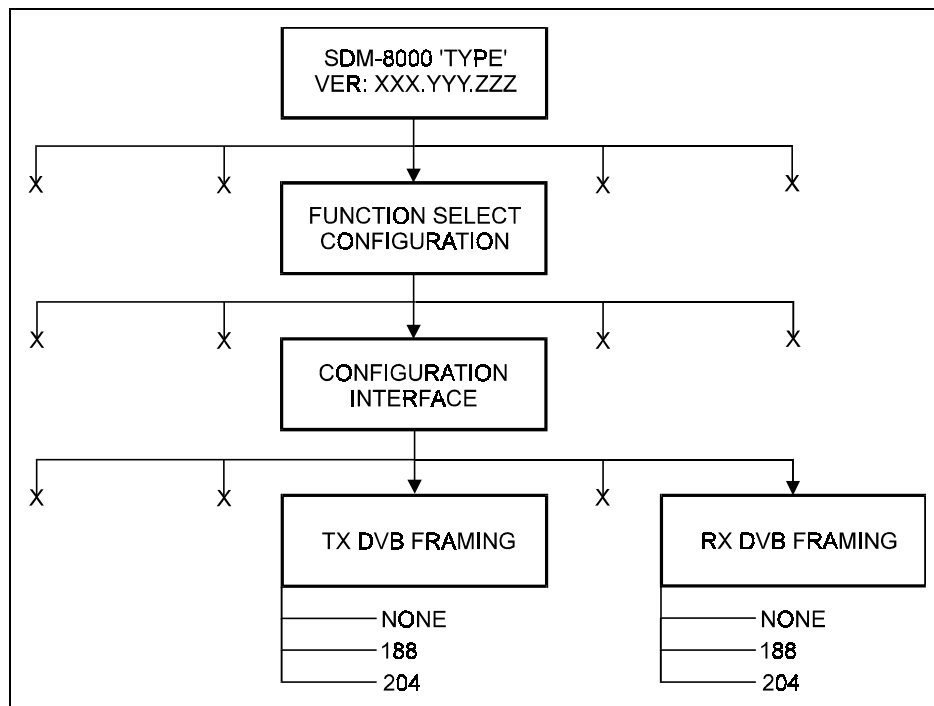 SDM-8000 'TYPE'
VER: XXX.YYY.ZZZ
X X X X
FUNCTION SELECT
CONFIGURATION
X X X X
CONFIGURATION
INTERFACE
X X X
TX DVB FRAMING
RX DVB FRAMING
NONE
188
204
NONE
188
204